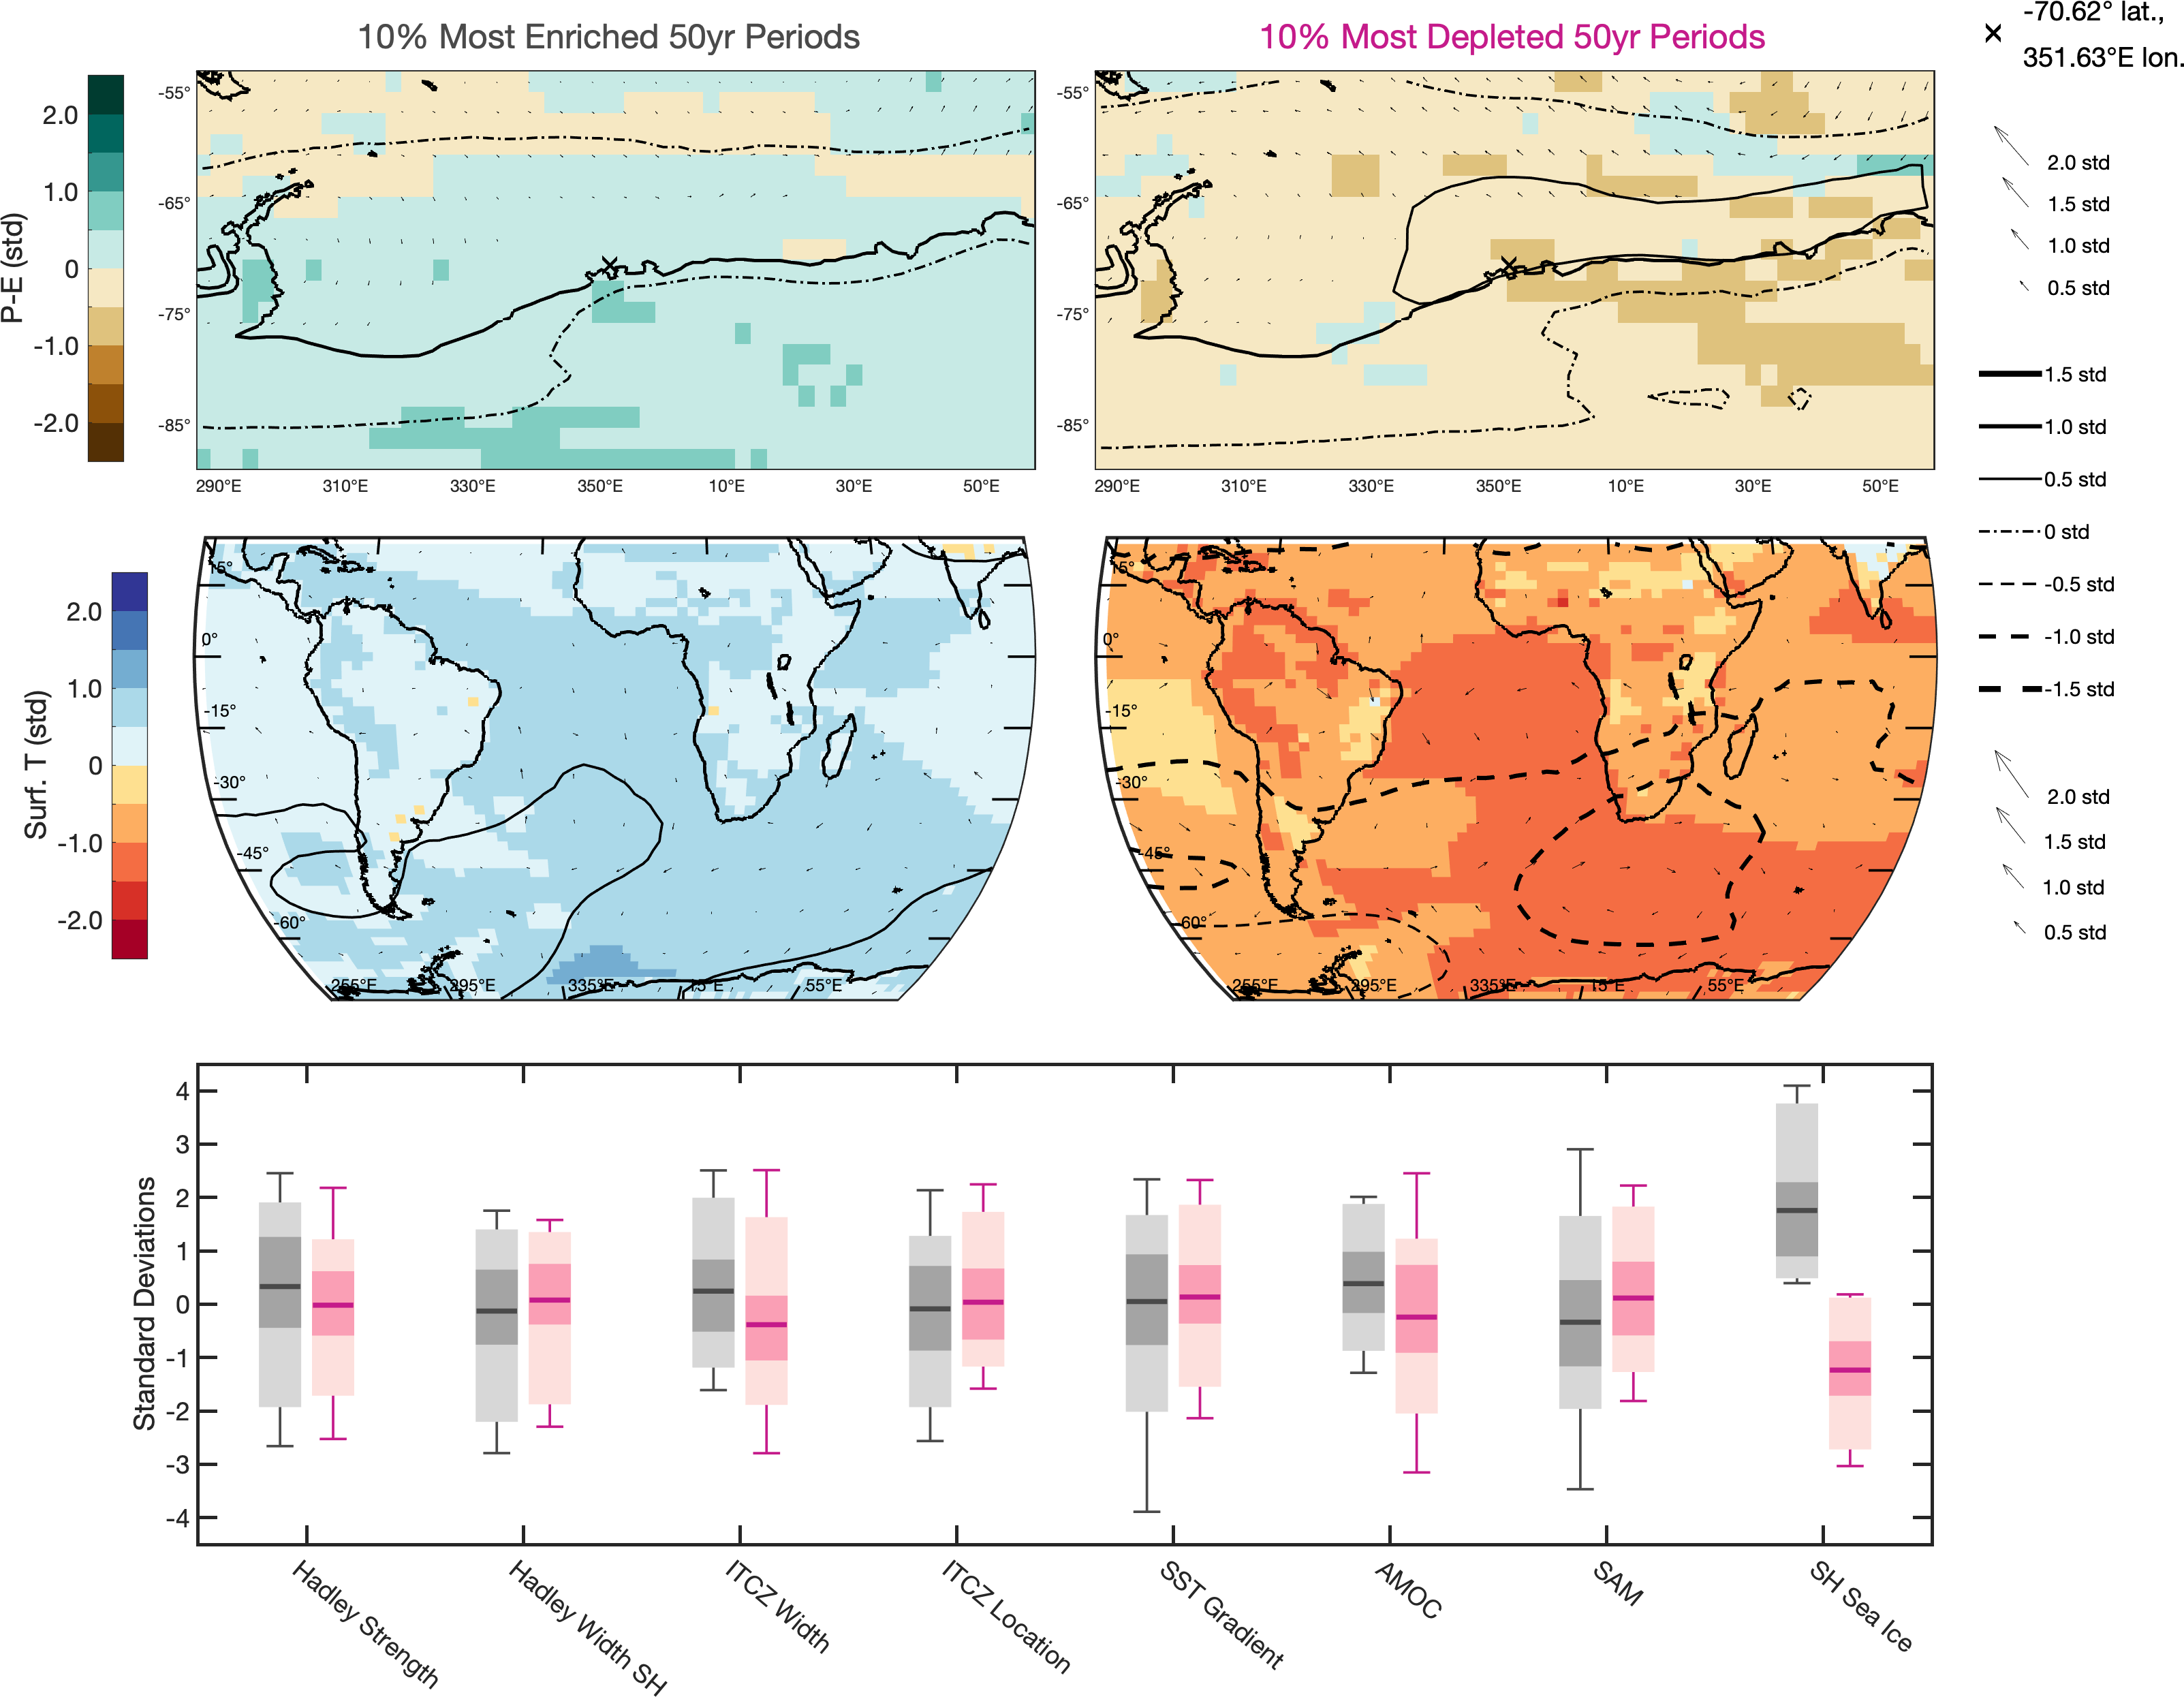 10% Most Enriched 50yr Periods
10% Most Depleted 50yr Periods
-70.62° lat.,
351.63°E lon.
P-E (std)
2.0
1.0
0
-1.0
-2.0
-55°
-65°
-75°
-85°
290°E 310°E 330°E 350°E 10°E 30°E 50°E
-55°
-65°
-75°
-85°
290°E 310°E 330°E 350°E 10°E 30°E 50°E
2.0 std
1.5 std
1.0 std
0.5 std
1.5 std
1.0 std
0.5 std
0 std
-0.5 std
-1.0 std
-1.5 std
Surf. T (std)
2.0
1.0
0
-1.0
-2.0
15°
0°
-15°
-30°
-45°
-60°
255°E 295°E 335°E 15°E 55°E
15°
0°
-15°
-30°
-45°
-60°
255°E 295°E 335°E 15°E 55°E
2.0 std
1.5 std
1.0 std
0.5 std
Standard Deviations
4
3
2
1
0
-1
-2
-3
-4
Hadley Strength
Hadley Width SH
ITCZ Width
ITCZ Location
SST Gradient
AMOC
SAM
SH Sea Ice